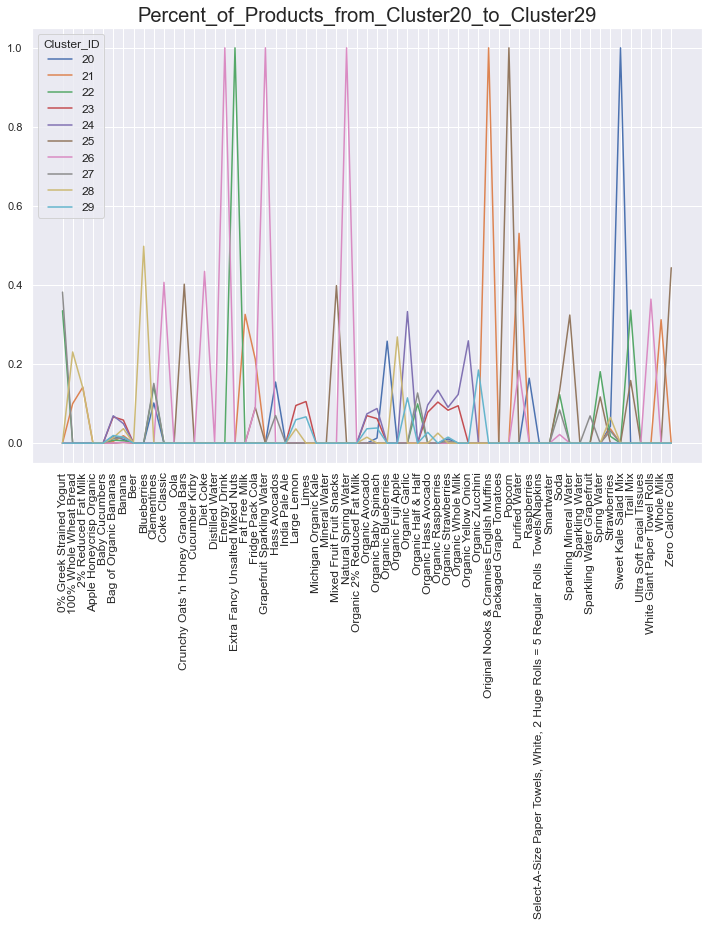 Percent_of_Products_from_Cluster20_to_Cluster29
Cluster_ID
20
21
22
23
24
25
26
27
28
29
1.0
0.8
0.6
0.4
0.2
0.0
0% Greek Strained Yogurt
100% Whole Wheat Bread
2% Reduced Fat Milk
Apple Honeycrisp Organic
Baby Cucumbers
Bag of Organic Bananas
Banana
Beer
Blueberries
Clementines
Coke Classic
Cola
Crunchy Oats 'n Honey Granola Bars
Cucumber Kirby
Diet Coke
Distilled Water
Energy Drink
Extra Fancy Unsalted Mixed Nuts
Fat Free Milk
Fridge Pack Cola
Grapefruit Sparkling Water
Hass Avocados
India Pale Ale
Large Lemon
Limes
Michigan Organic Kale
Mineral Water
Mixed Fruit Fruit Snacks
Natural Spring Water
Organic 2% Reduced Fat Milk
Organic Avocado
Organic Baby Spinach
Organic Blueberries
Organic Fuji Apple
Organic Garlic
Organic Half & Half
Organic Hass Avocado
Organic Raspberries
Organic Strawberries
Organic Whole Milk
Organic Yellow Onion
Organic Zucchini
Original Nooks & Crannies English Muffins
Packaged Grape Tomatoes
Popcorn
Purified Water
Raspberries
Select-A-Size Paper Towels, White, 2 Huge Rolls = 5 Regular Rolls  Towels/Napkins
Smartwater
Soda
Sparkling Mineral Water
Sparkling Water
Sparkling Water Grapefruit
Spring Water
Strawberries
Sweet Kale Salad Mix
Trail Mix
Ultra Soft Facial Tissues
White Giant Paper Towel Rolls
Whole Milk
Zero Calorie Cola